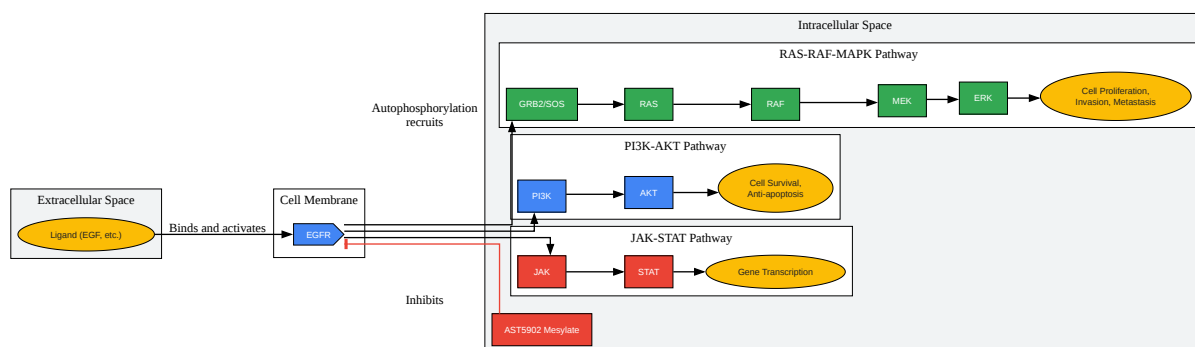 Intracellular Space
RAS-RAF-MAPK Pathway
GRB2/SOS
RAS
RAF
MEK
ERK
Cell Proliferation,
Invasion, Metastasis
Autophosphorylation
recruits
PI3K-AKT Pathway
PI3K
AKT
Cell Survival,
Anti-apoptosis
Extracellular Space
Ligand (EGF, etc.)
Binds and activates
Cell Membrane
EGFR
JAK-STAT Pathway
JAK
STAT
Gene Transcription
Inhibits
AST5902 Mesylate